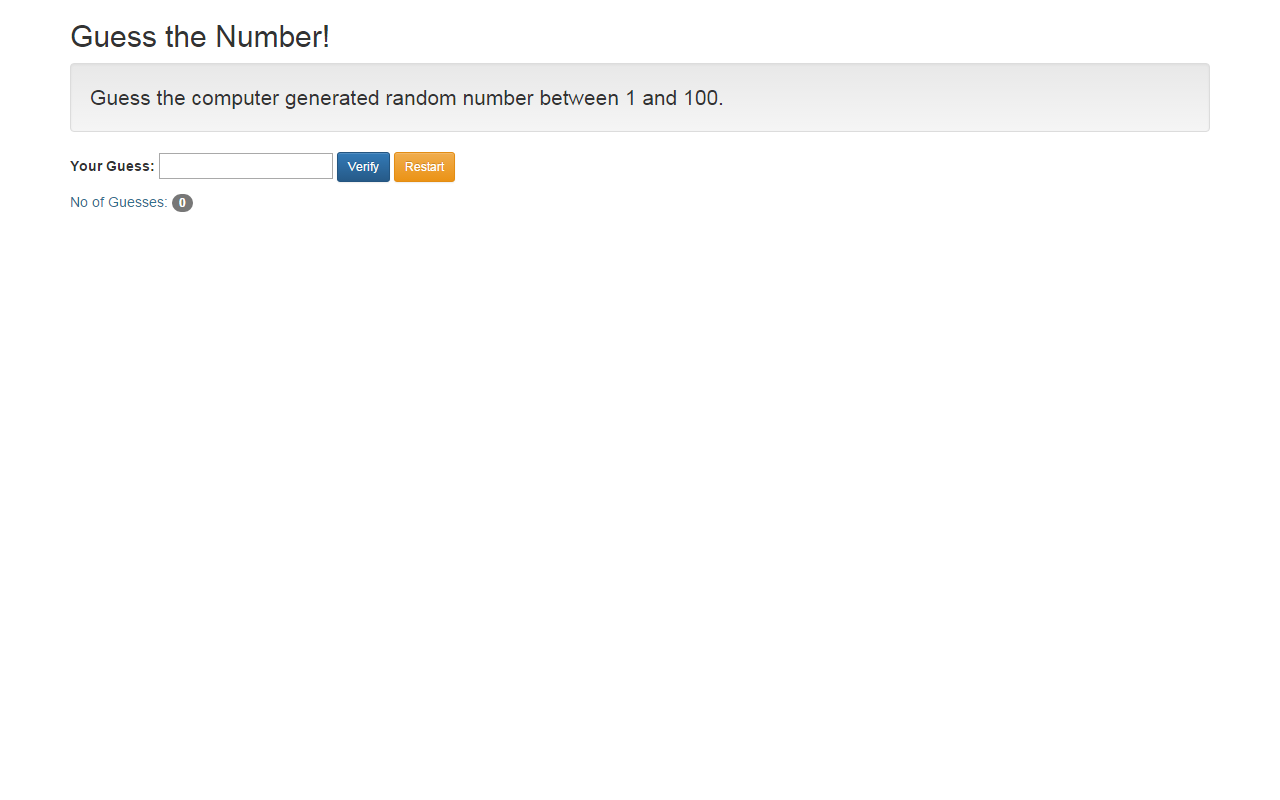 Guess the Number!
Guess the computer generated random number between 1 and 100.
Your Guess: Verify Restart
No of Guesses: 0